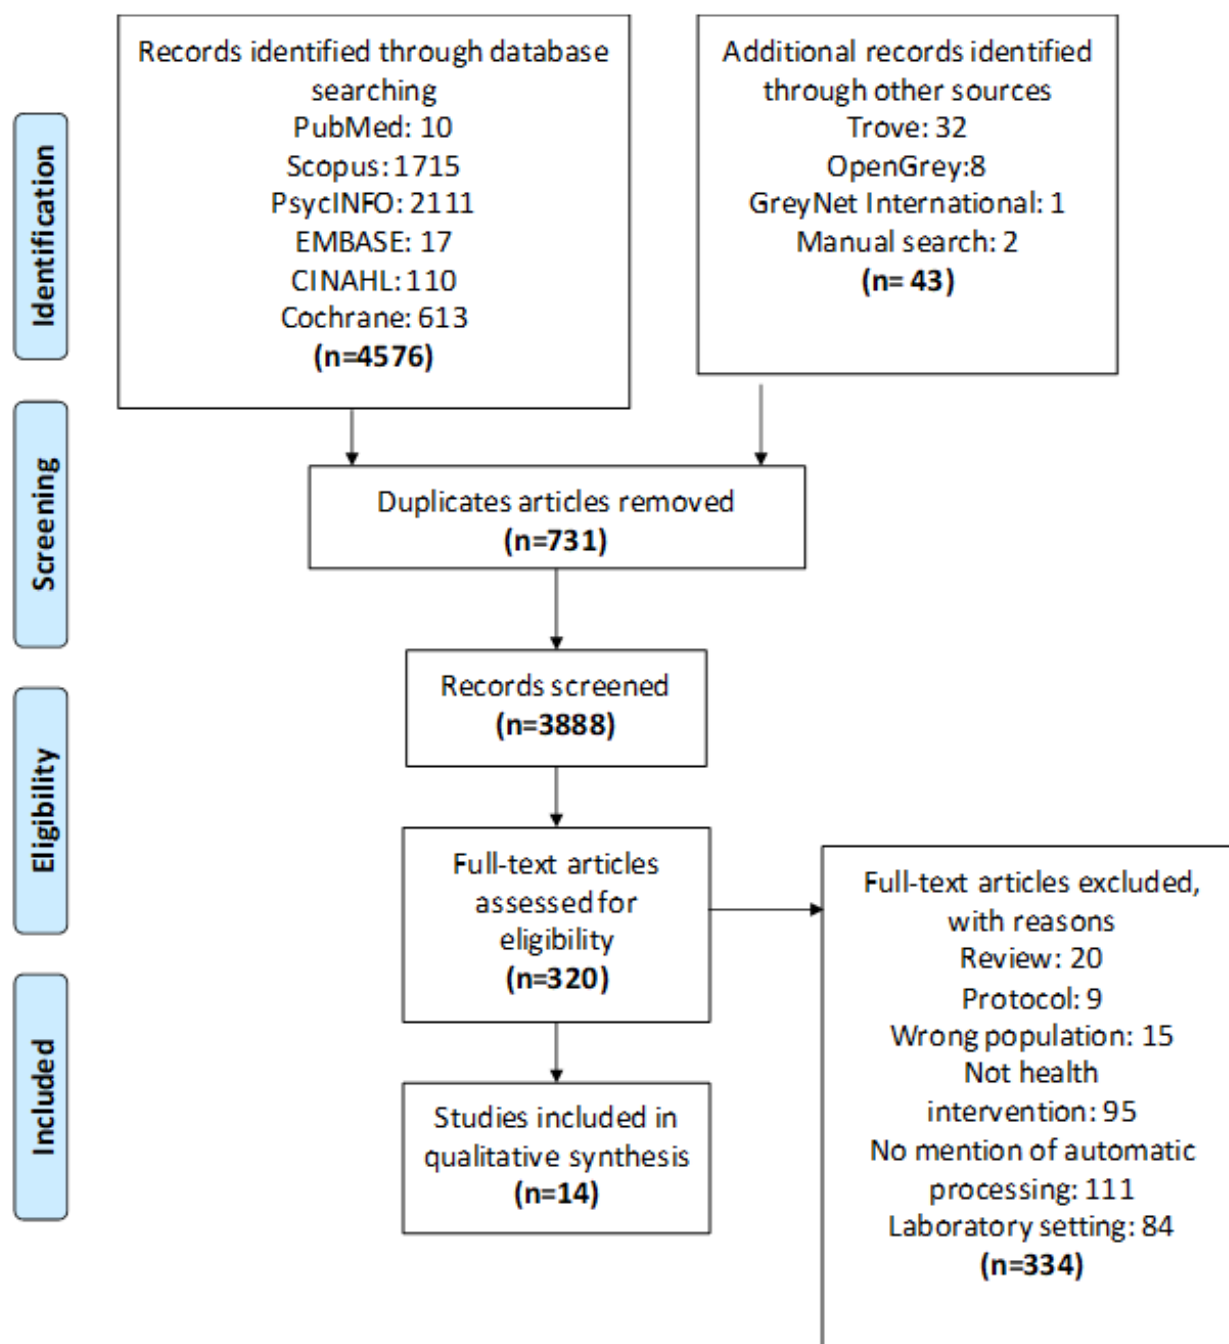 Records identified through database
searching
PubMed: 10
Scopus: 1715
PsycINFO: 2111
EMBASE: 17
CINAHL: 110
Cochrane: 613
(n=4576)
Additional records identified
through other sources
Trove: 32
OpenGrey:8
GreyNet International: 1
Manual search: 2
(n= 43)
Identification
Screening
Duplicates articles removed
(n=731)
Records screened
(n=3888)
Eligibility
Full-text articles
assessed for
eligibility
(n=320)
Full-text articles excluded,
with reasons
Review: 20
Protocol: 9
Wrong population: 15
Not health
intervention: 95
No mention of automatic
processing: 111
Laboratory setting: 84
(n=334)
Included
Studies included in
qualitative synthesis
(n=14)